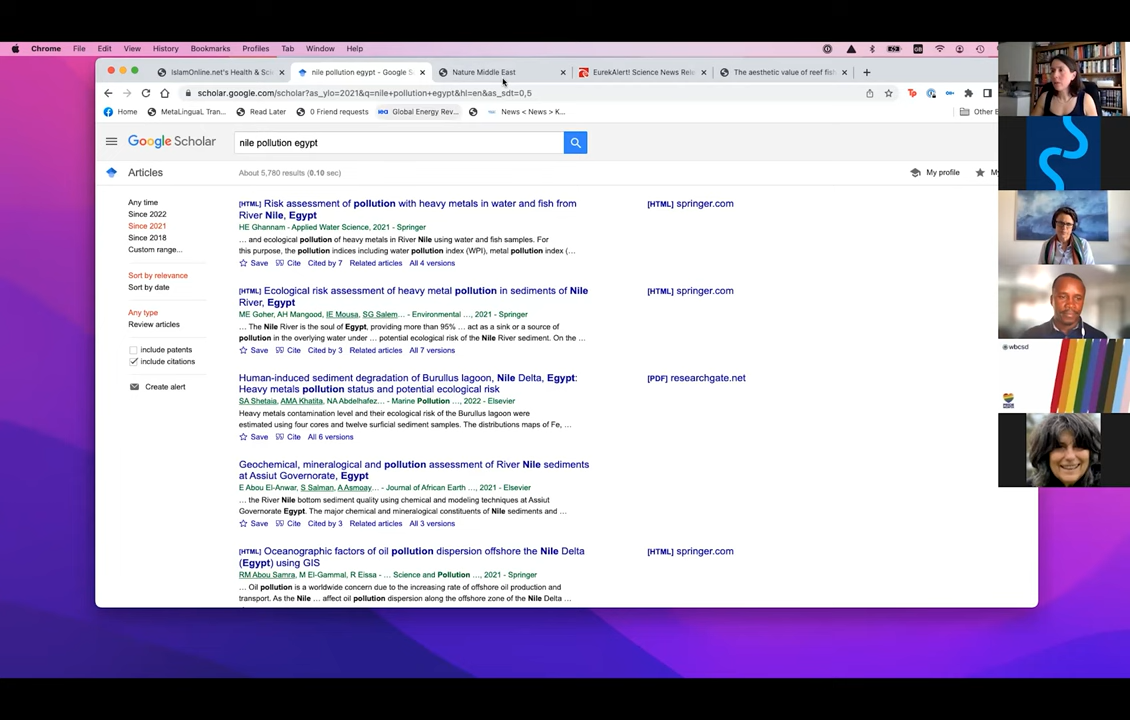 Chrome File Edit View History Bookmarks Profiles Tab Window Help
IslamOnline.net's Health & Sci
nile pollution egypt - Google S
Nature Middle East
EurekAlert! Science News Rele
The aesthetic value of reef fish
scholar.google.com/scholar?as_ylo=2021&q=nile+pollution+egypt&hl=en&as_sdt=0,5
Home MetaLinguaL Tran... Read Later 0 Friend requests Global Energy Rev... News < News > K... Other B
Google Scholar
nile pollution egypt
Articles
About 5,780 results (0.10 sec)
My profile
My
Any time
Since 2022
Since 2021
Since 2018
Custom range...
Sort by relevance
Sort by date
Any type
Review articles
include patents
include citations
Create alert
[HTML] Risk assessment of pollution with heavy metals in water and fish from
River Nile, Egypt
HE Ghannam - Applied Water Science, 2021 - Springer
... and ecological pollution of heavy metals in River Nile using water and fish samples. For
this purpose, the pollution indices including water pollution index (WPI), metal pollution index (...
Save Cite Cited by 7 Related articles All 4 versions
[HTML] springer.com
[HTML] Ecological risk assessment of heavy metal pollution in sediments of Nile
River, Egypt
ME Goher, AH Mangood, IE Mousa, SG Salem... - Environmental ..., 2021 - Springer
... The Nile River is the soul of Egypt, providing more than 95% ... act as a sink or a source of
pollution in the overlying water under ... potential ecological risk of the Nile River sediment. On the ...
Save Cite Cited by 3 Related articles All 7 versions
[HTML] springer.com
Human-induced sediment degradation of Burullus lagoon, Nile Delta, Egypt:
Heavy metals pollution status and potential ecological risk
SA Shetaia, AMA Khatita, NA Abdelhafez... - Marine Pollution ..., 2022 - Elsevier
Heavy metals contamination level and their ecological risk of the Burullus lagoon were
estimated using four cores and twelve surficial sediment samples. The distributions maps of Fe, ...
Save Cite All 6 versions
[PDF] researchgate.net
Geochemical, mineralogical and pollution assessment of River Nile sediments
at Assiut Governorate, Egypt
E Abou El-Anwar, S Salman, A Asmoay... - Journal of African Earth ..., 2021 - Elsevier
... the River Nile bottom sediment quality using chemical and modeling techniques at Assiut
Governorate Egypt. The major chemical and mineralogical constituents of Nile sediments and ...
Save Cite Cited by 3 Related articles All 3 versions
[HTML] Oceanographic factors of oil pollution dispersion offshore the Nile Delta
(Egypt) using GIS
RM Abou Samra, M El-Gammal, R Eissa - ... Science and Pollution ..., 2021 - Springer
... Oil pollution is a worldwide concern due to the increasing rate of offshore oil production and
transport. As the Nile ... affect oil pollution dispersion along the offshore zone of the Nile Delta ...
[HTML] springer.com
wbcsd